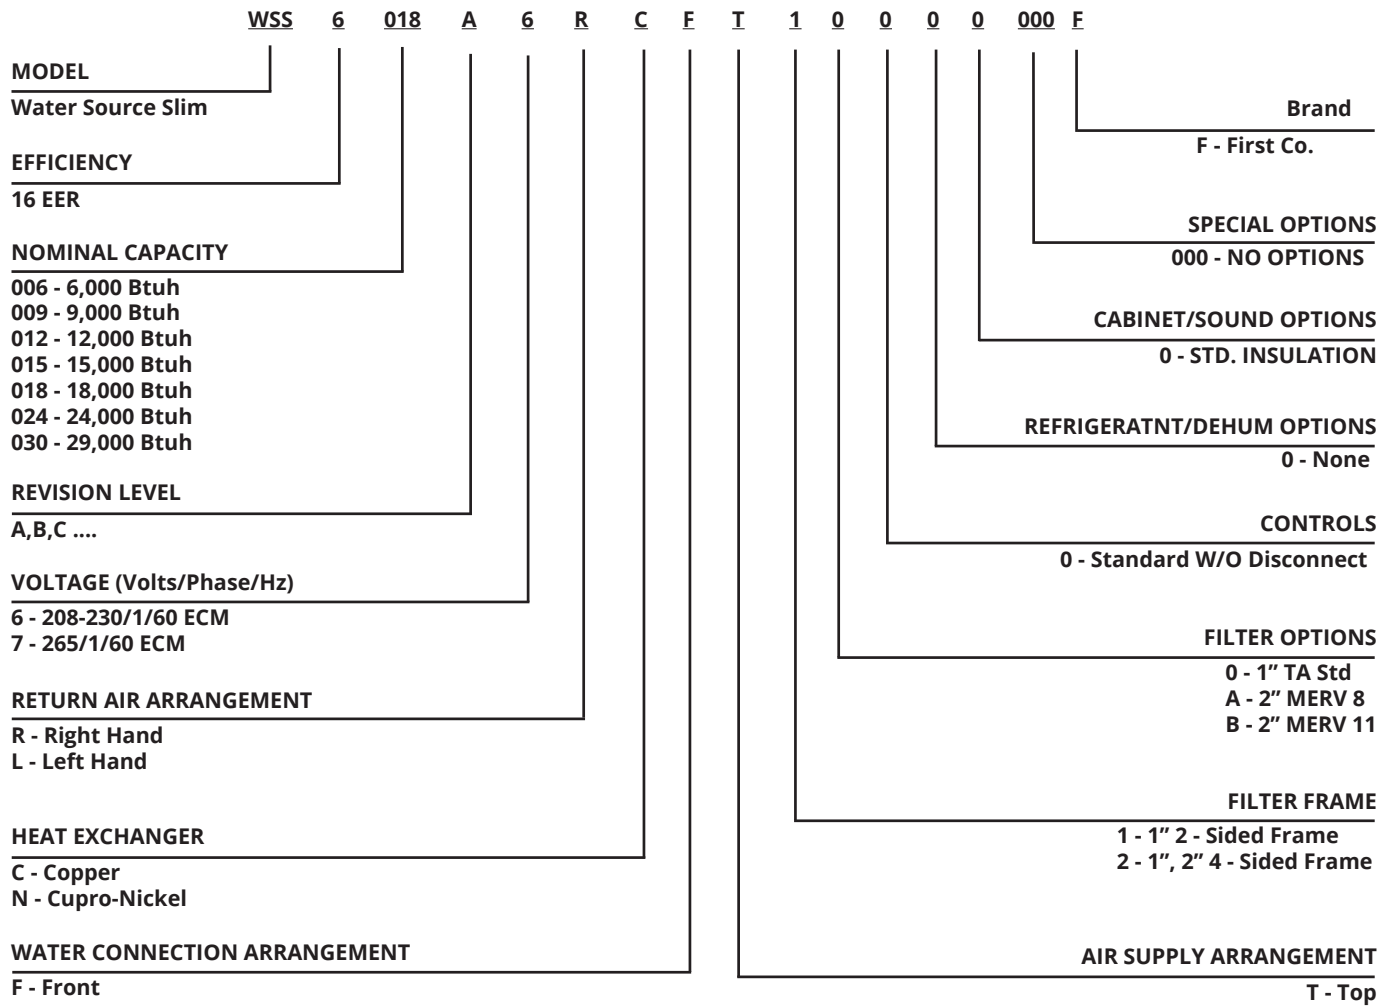 WSS 6 018 A 6 R C F T 1 0 0 0 0 000 F
MODEL
Water Source Slim
EFFICIENCY
16 EER
NOMINAL CAPACITY
006 - 6,000 Btuh
009 - 9,000 Btuh
012 - 12,000 Btuh
015 - 15,000 Btuh
018 - 18,000 Btuh
024 - 24,000 Btuh
030 - 29,000 Btuh
REVISION LEVEL
A,B,C ....
VOLTAGE (Volts/Phase/Hz)
6 - 208-230/1/60 ECM
7 - 265/1/60 ECM
RETURN AIR ARRANGEMENT
R - Right Hand
L - Left Hand
HEAT EXCHANGER
C - Copper
N - Cupro-Nickel
WATER CONNECTION ARRANGEMENT
F - Front
Brand
F - First Co.
SPECIAL OPTIONS
000 - NO OPTIONS
CABINET/SOUND OPTIONS
0 - STD. INSULATION
REFRIGERATNT/DEHUM OPTIONS
0 - None
CONTROLS
0 - Standard W/O Disconnect
FILTER OPTIONS
0 - 1” TA Std
A - 2” MERV 8
B - 2” MERV 11
FILTER FRAME
1 - 1” 2 - Sided Frame
2 - 1”, 2” 4 - Sided Frame
AIR SUPPLY ARRANGEMENT
T - Top